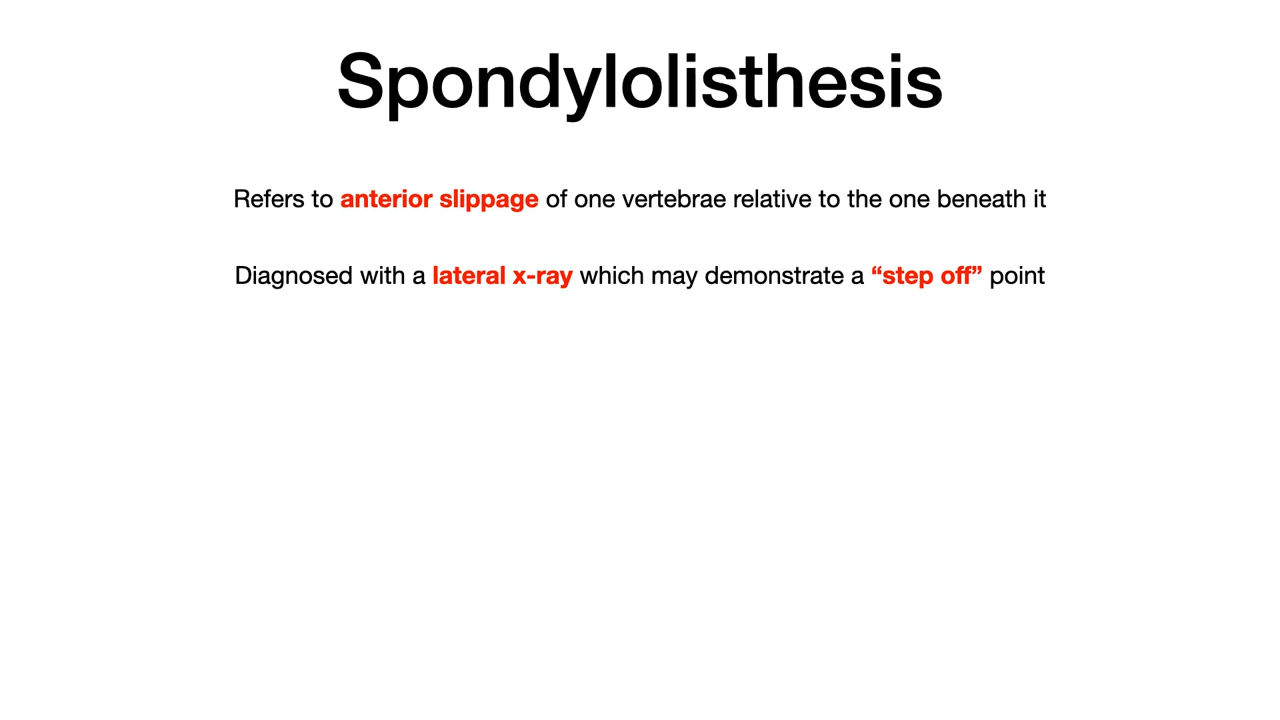 Spondylolisthesis
Refers to anterior slippage of one vertebrae relative to the one beneath it
Diagnosed with a lateral x-ray which may demonstrate a “step off” point